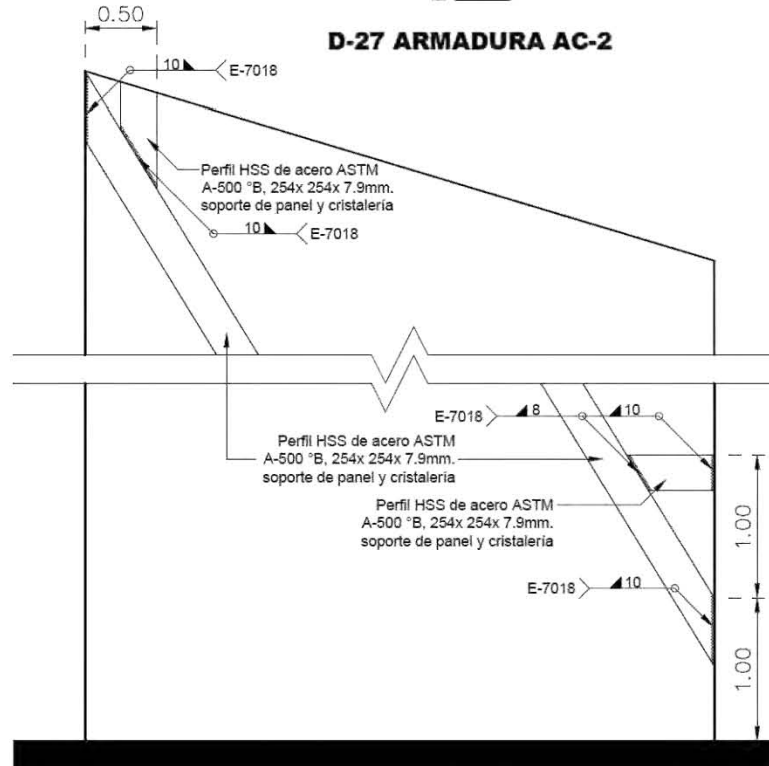 0.50
D-27 ARMADURA AC-2
10 E-7018
Perfil HSS de acero ASTM
A-500 °B, 254x 254x 7.9mm.
soporte de panel y cristalería
10 E-7018
E-7018 8 10
Perfil HSS de acero ASTM
A-500 °B, 254x 254x 7.9mm.
soporte de panel y cristalería
Perfil HSS de acero ASTM
A-500 °B, 254x 254x 7.9mm.
soporte de panel y cristalería
1.00
E-7018 10
1.00